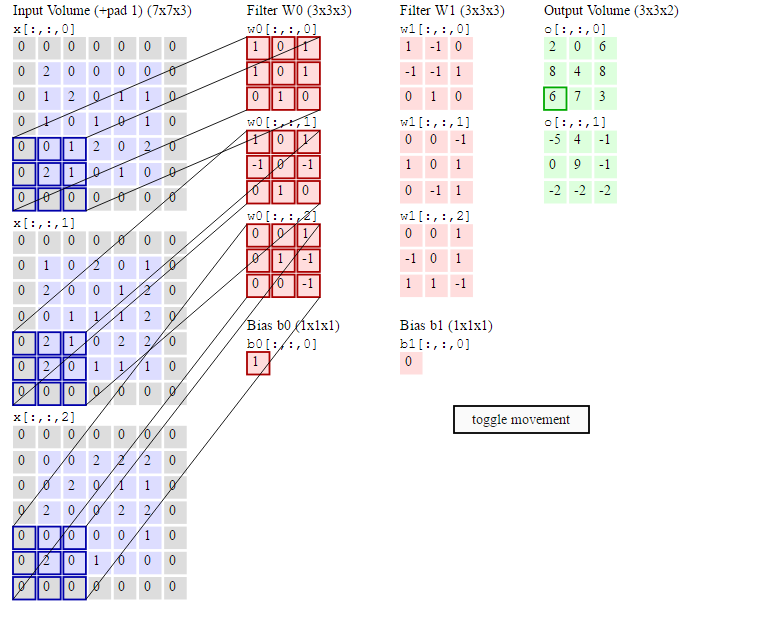 Input Volume (+pad 1) (7x7x3)
x[:,:,0]
0 0 0 0 0 0 0
0 2 0 0 0 0 0
0 1 2 0 1 1 0
0 1 0 1 0 1 0
0 0 1 2 0 2 0
0 2 1 0 1 0 0
0 0 0 0 0 0 0
x[:,:,1]
0 0 0 0 0 0 0
0 1 0 2 0 1 0
0 2 0 0 1 2 0
0 0 1 1 1 2 0
0 2 1 0 2 2 0
0 2 0 1 1 1 0
0 0 0 0 0 0 0
x[:,:,2]
0 0 0 0 0 0 0
0 0 0 2 2 2 0
0 0 2 0 1 1 0
0 2 0 0 2 2 0
0 0 0 0 0 1 0
0 2 0 1 0 0 0
0 0 0 0 0 0 0
Filter W0 (3x3x3)
w0[:,:,0]
1 0 1
1 0 1
0 1 0
w0[:,:,1]
1 0 1
-1 0 -1
0 1 0
w0[:,:,2]
0 0 1
0 1 -1
0 0 -1
Bias b0 (1x1x1)
b0[:,:,0]
1
Filter W1 (3x3x3)
w1[:,:,0]
1 -1 0
-1 -1 1
0 1 0
w1[:,:,1]
0 0 -1
1 0 1
0 -1 1
w1[:,:,2]
0 0 1
-1 0 1
1 1 -1
Bias b1 (1x1x1)
b1[:,:,0]
0
Output Volume (3x3x2)
o[:,:,0]
2 0 6
8 4 8
6 7 3
o[:,:,1]
-5 4 -1
0 9 -1
-2 -2 -2
toggle movement